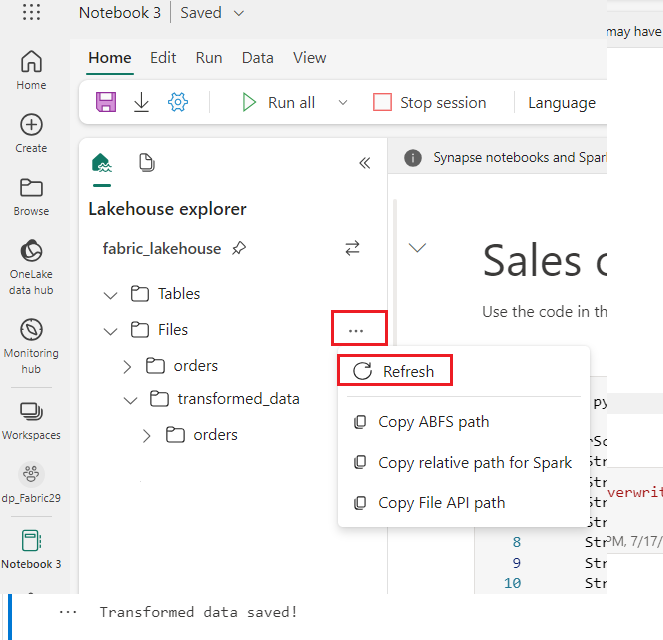 Notebook 3 Saved
may have
Home Edit Run Data View
Run all Stop session Language
Home
Create
Browse
OneLake
data hub
Monitoring
hub
Workspaces
dp_Fabric29
Notebook 3
Lakehouse explorer
fabric_lakehouse
Tables
Files ...
orders
transformed_data
orders
Refresh
Copy ABFS path
Copy relative path for Spark
Copy File API path
Synapse notebooks and Spar
Sales
Use the code in th
py
Str
Str
verwrit
Str
PM, 7/17/
8 Str
9 Str
10 Str
... Transformed data saved!